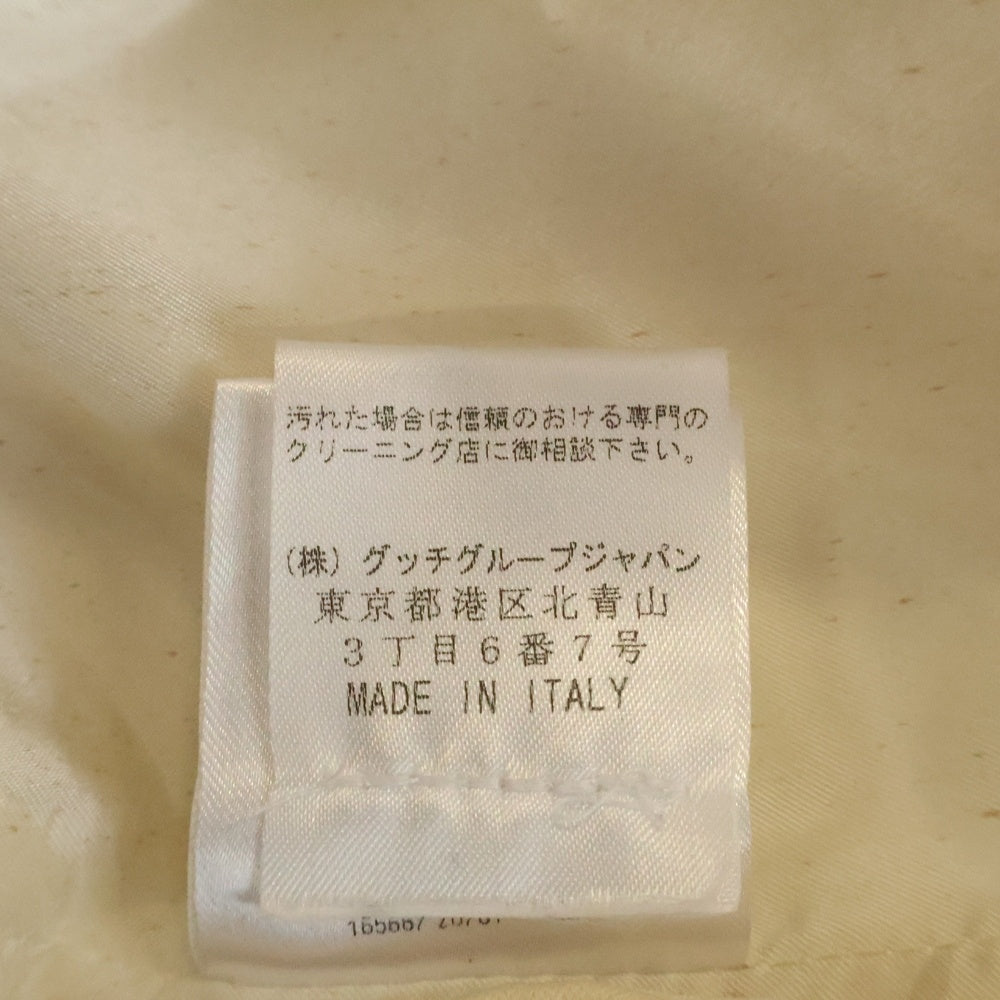 汚れた場合は信頼のおける専門の
クリーニング店に御相談下さい。
(株) グッチグループジャパン
東京都港区北青山
3丁目6番7号
MADE IN ITALY